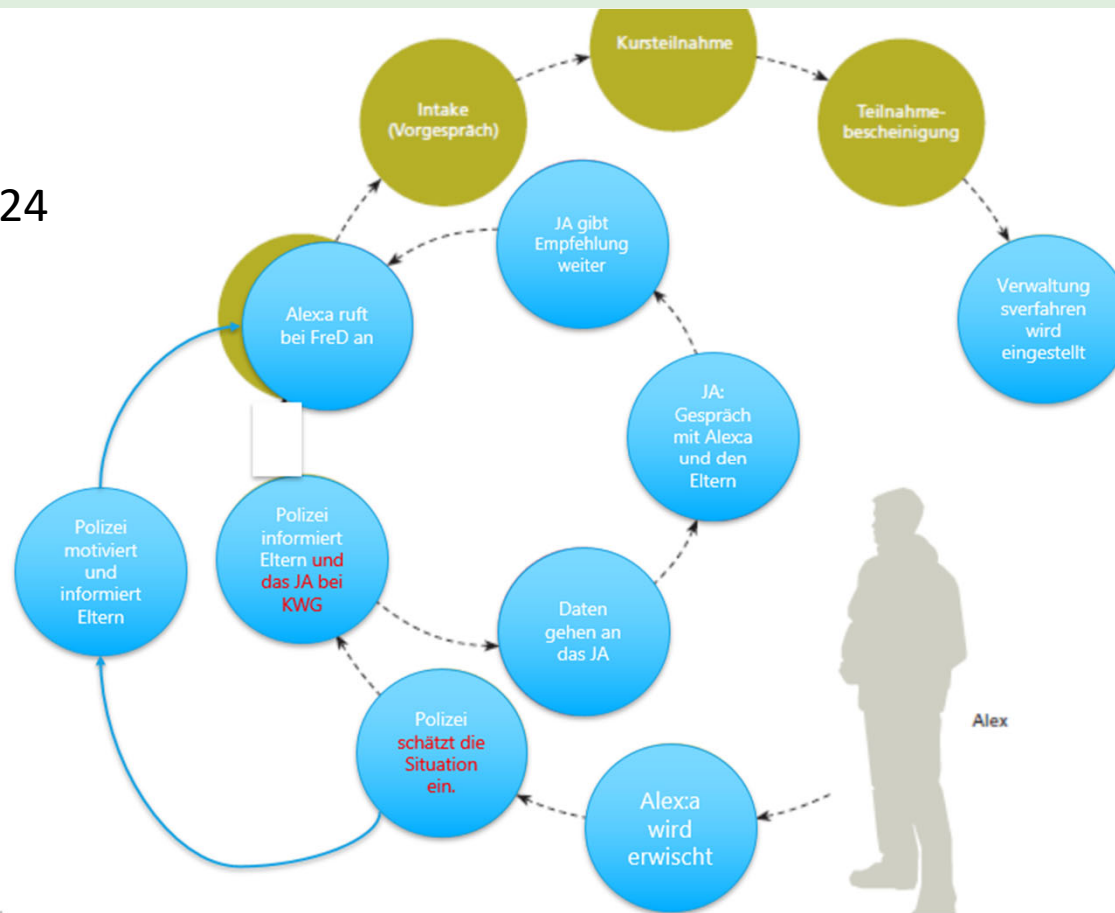 Kursteilnahme
Intake
(Vorgespräch)
Teilnahme-
bescheinigung
24
JA gibt
Empfehlung
weiter
Verwaltung
sverfahren
wird
eingestellt
Alex:a ruft
bei FreD an
JA:
Gespräch
mit Alex:a
und den
Eltern
Polizei
motiviert
und
informiert
Eltern
Polizei
informiert
Eltern und
das JA bei
KWG
Daten
gehen an
das JA
Polizei
schätzt die
Situation
ein.
Alex
Alex:a
wird
erwischt